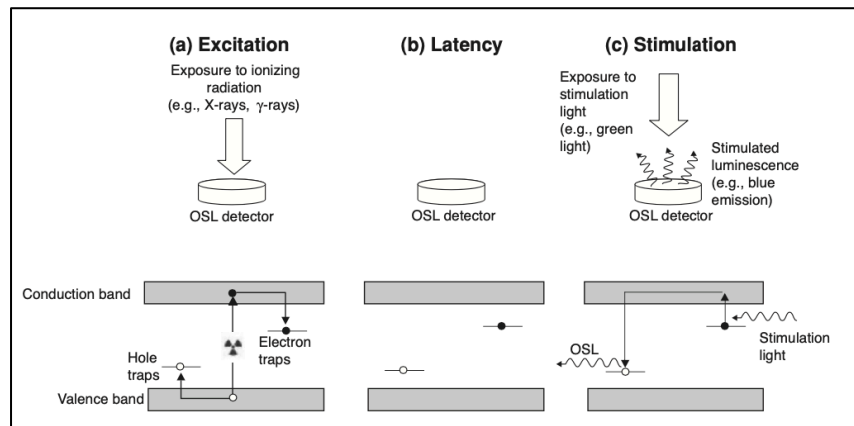 (a) Excitation
Exposure to ionizing
radiation
(e.g., X-rays, γ-rays)
OSL detector
(b) Latency
OSL detector
(c) Stimulation
Exposure to
stimulation
light
(e.g., green
light)
Stimulated
luminescence
(e.g., blue
emission)
OSL detector
Conduction band
Electron
traps
Hole
traps
Valence band
OSL
Stimulation
light